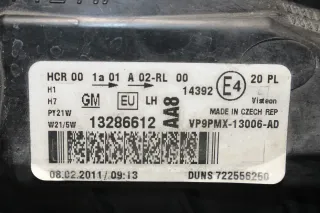 HCR 00 1a 01 A 02-RL 00
14392 E4 20 PL
H1
H7 GM EU LH AA8 Visteon
PY21W MADE IN CZECH REP
W21/5W 13286612 VP9PMX-13006-AD
08.02.2011 / 09:13 DUNS 722556250